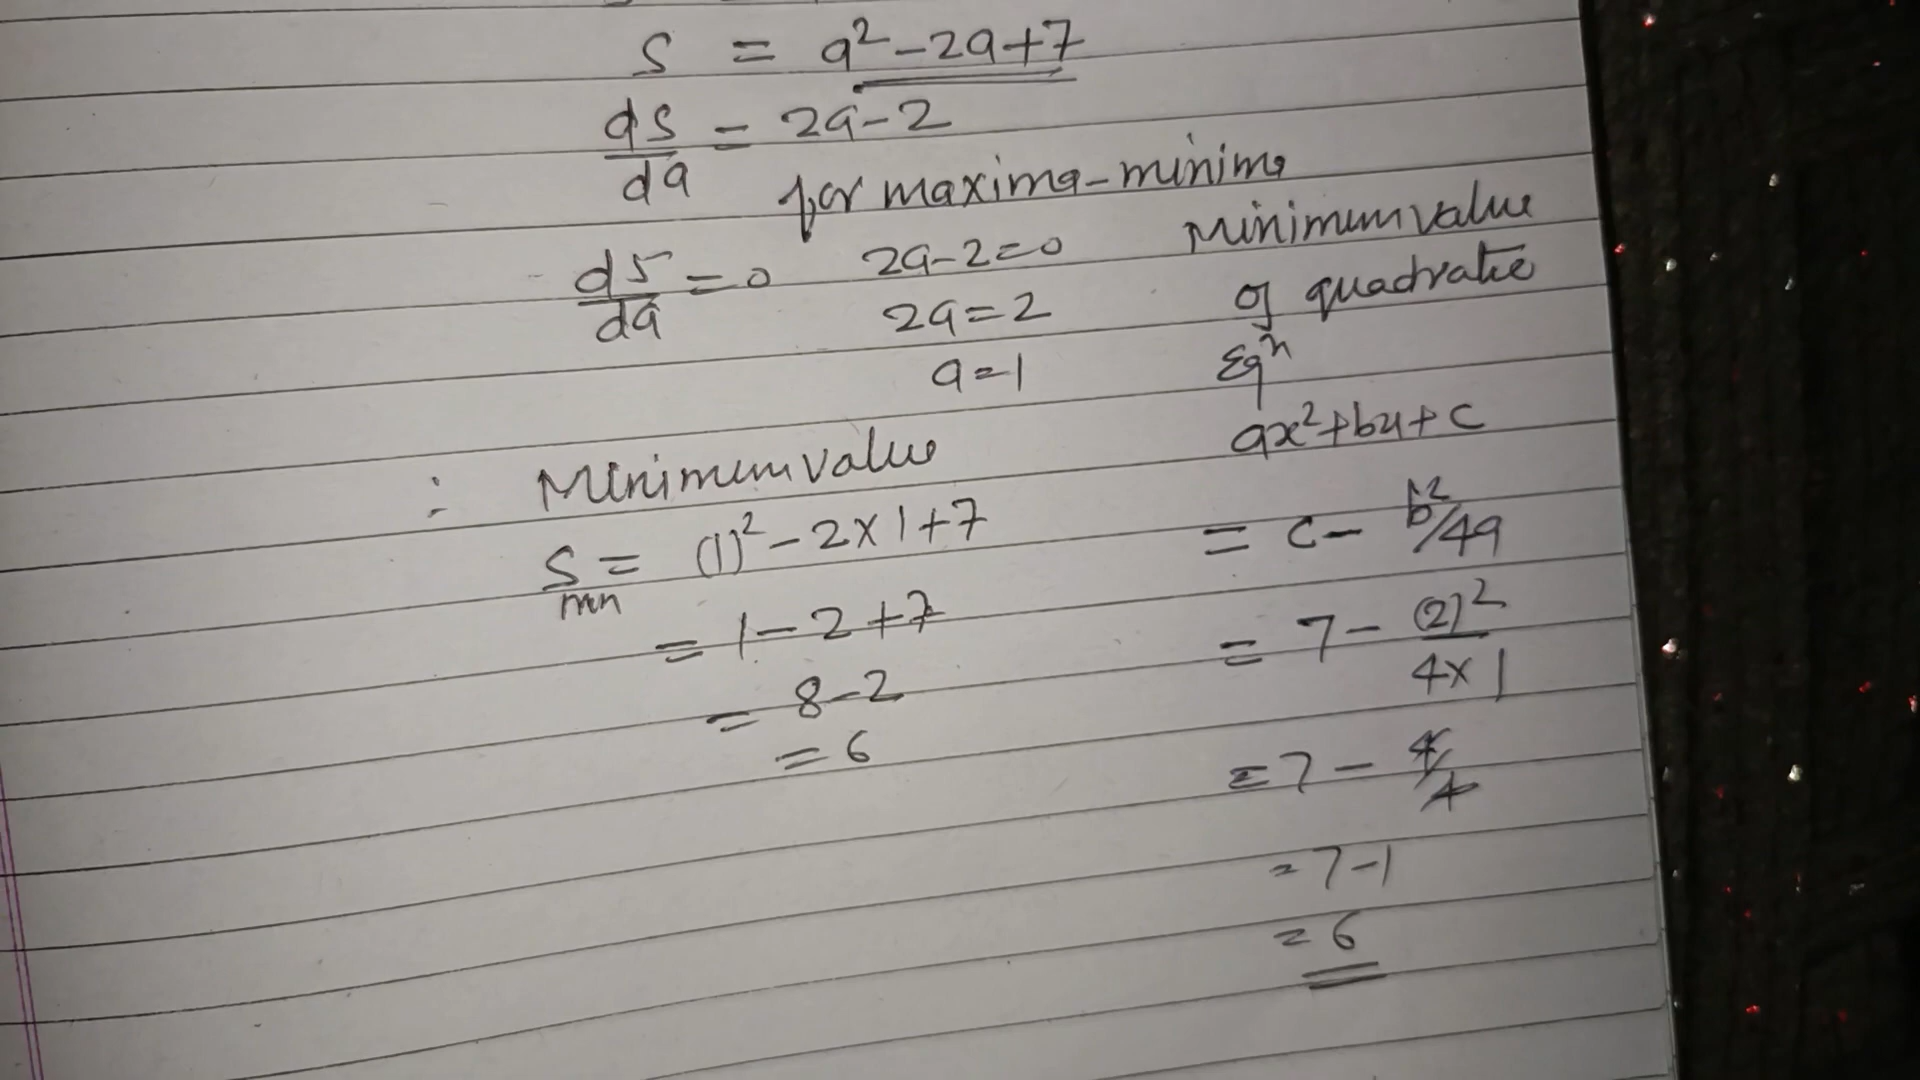 S = a²-2a+7
dS/da = 2a-2
for maxima-minima
dS/da = 0
2a-2=0
2a=2
a=1
: Minimum value
S min = (1)²-2×1+7
= 1-2+7
= 8-2
= 6
Minimum value
of quadratic
Eqⁿ
ax²+bx+c
= c- b²/4a
= 7- (2)²/4×1
= 7- 4/4
= 7-1
= 6